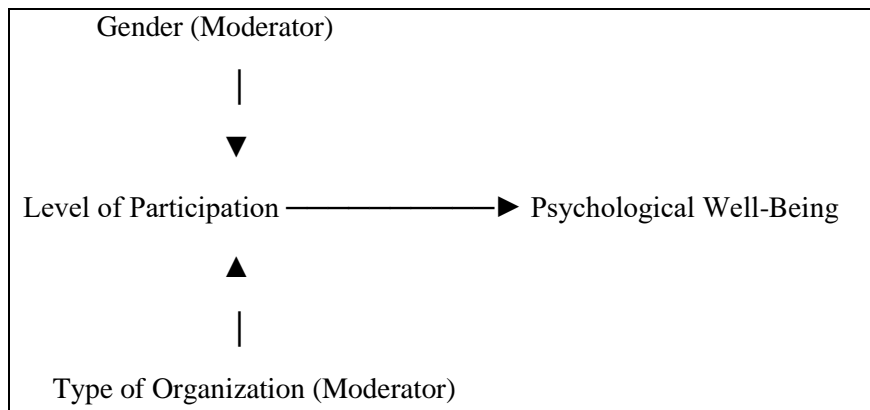 Gender (Moderator)
Level of Participation
Psychological Well-Being
Type of Organization (Moderator)